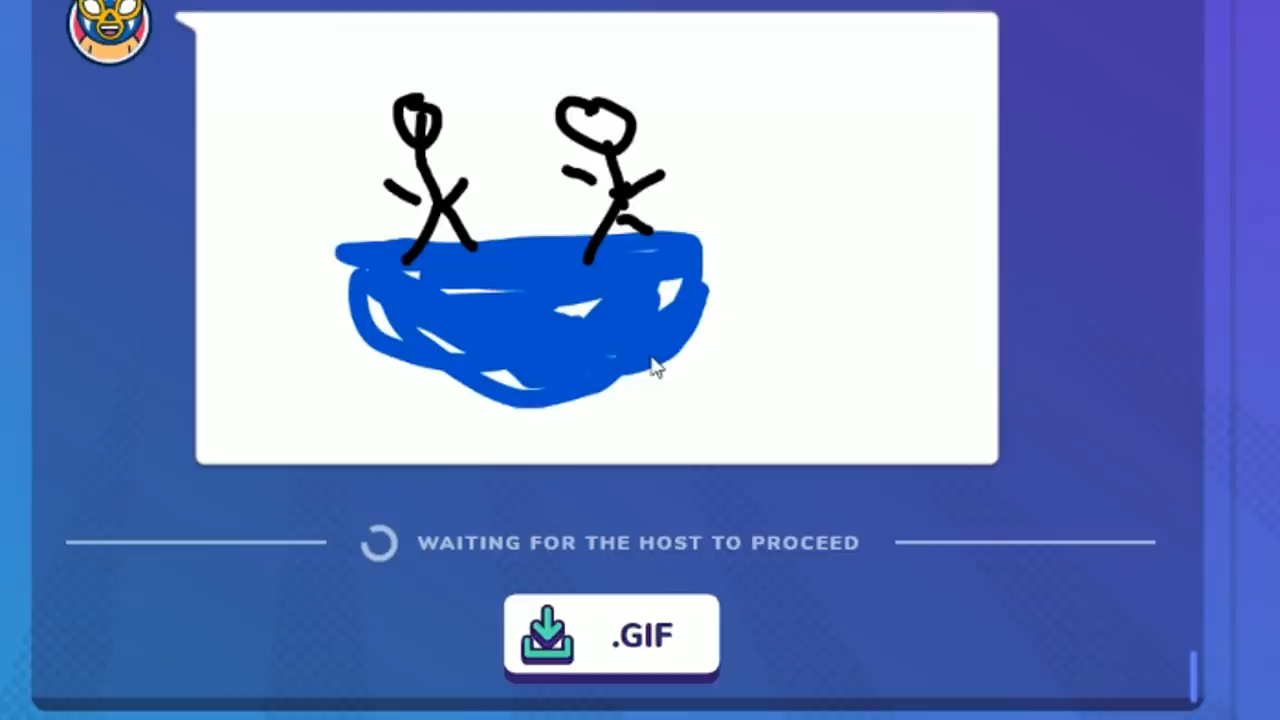 WAITING FOR THE HOST TO PROCEED
.GIF